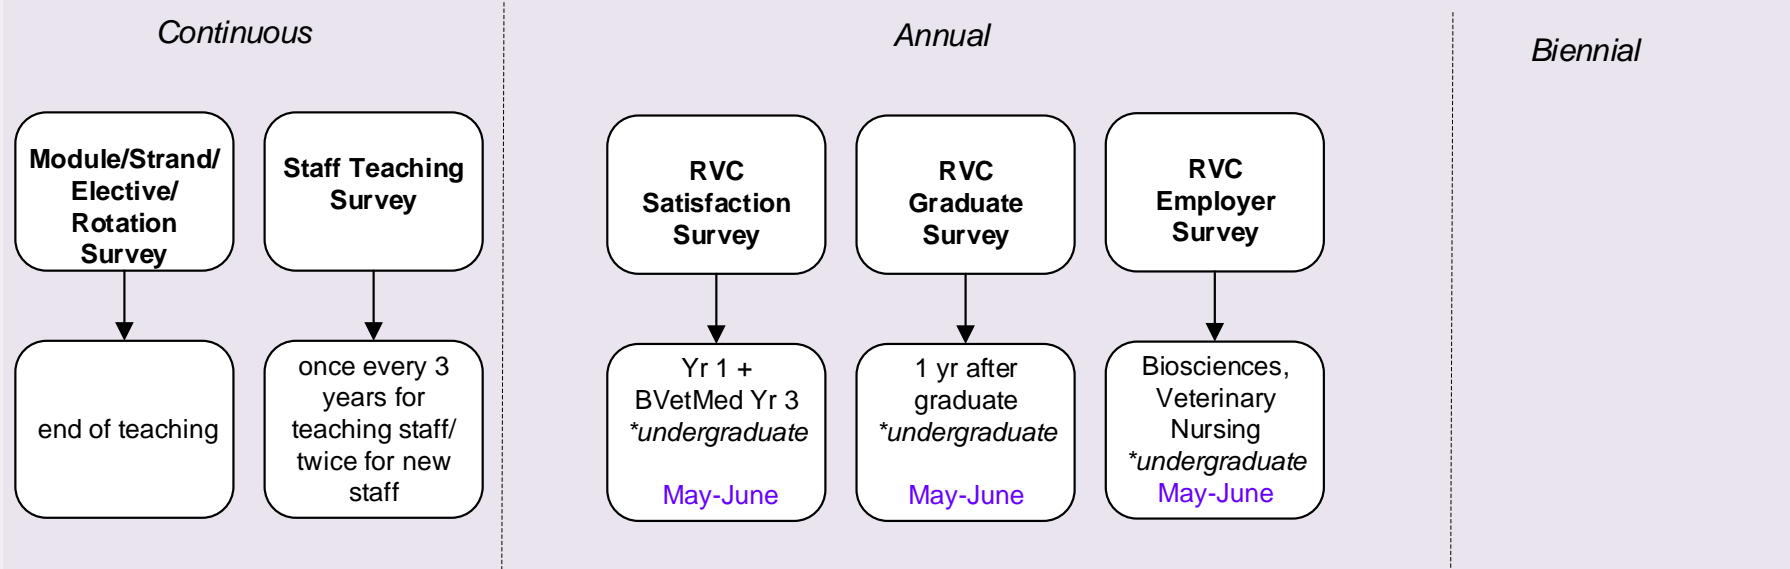 Continuous
Annual
Biennial
Module/Strand/
Elective/
Rotation
Survey
Staff Teaching
Survey
RVC
Satisfaction
Survey
RVC
Graduate
Survey
RVC
Employer
Survey
end of teaching
once every 3
years for
teaching staff/
twice for new
staff
Yr 1 +
BVetMed Yr 3
*undergraduate
May-June
1 yr after
graduate
*undergraduate
May-June
Biosciences,
Veterinary
Nursing
*undergraduate
May-June